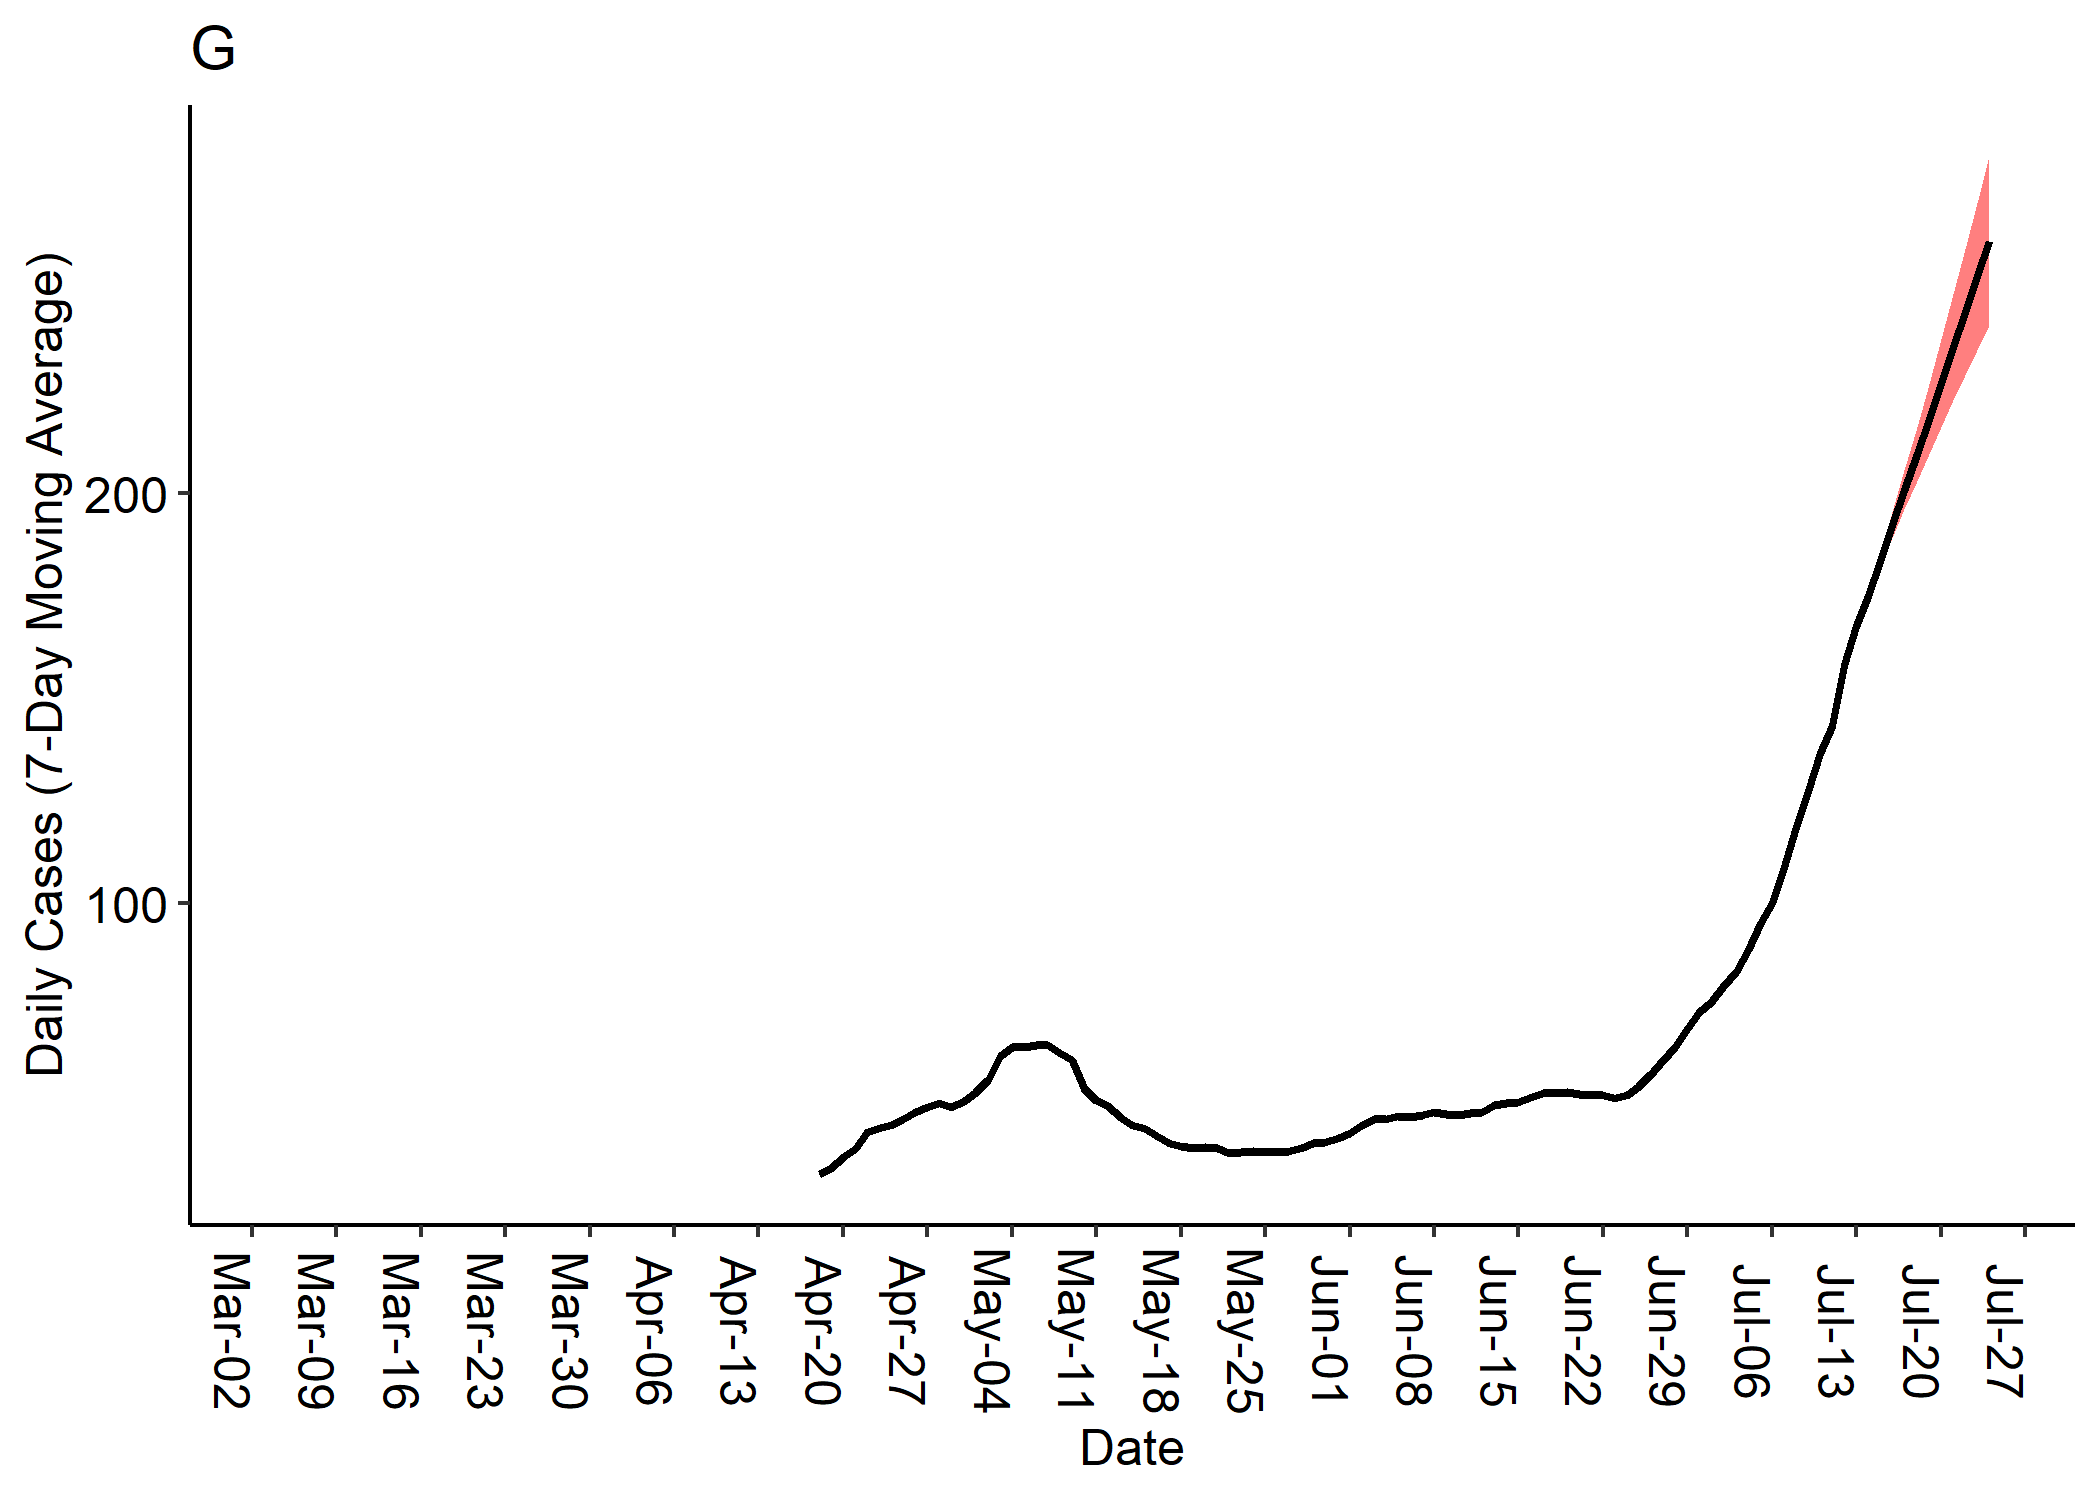 G
Daily Cases (7-Day Moving Average)
200
100
Mar-02
Mar-09
Mar-16
Mar-23
Mar-30
Apr-06
Apr-13
Apr-20
Apr-27
May-04
May-11
May-18
May-25
Jun-01
Jun-08
Jun-15
Jun-22
Jun-29
Jul-06
Jul-13
Jul-20
Jul-27
Date